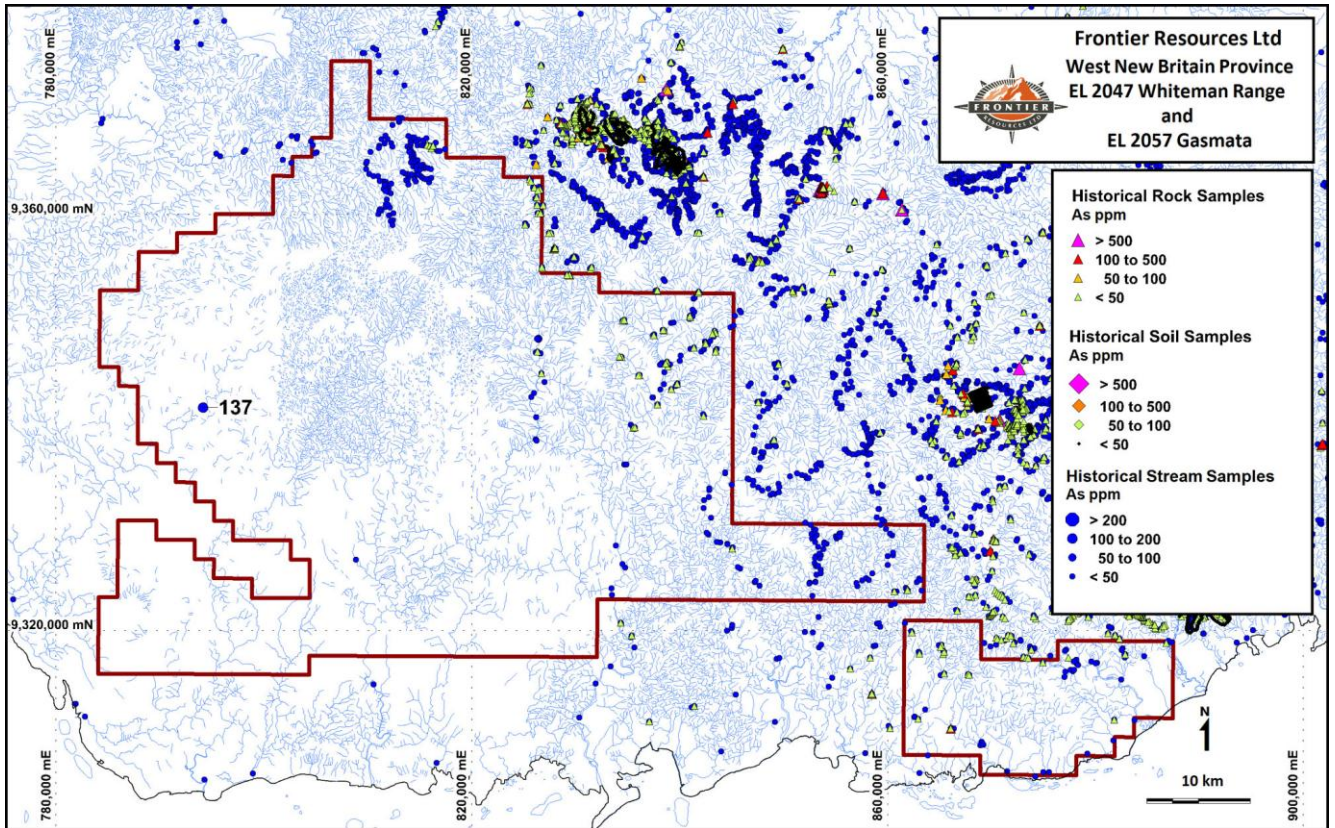 780,000 mE
820,000 mE
860,000 mE
Frontier Resources Ltd
West New Britain Province
EL 2047 Whiteman Range
and
EL 2057 Gasmata
FRONTIER
RESOURCES LTD
9,360,000 mN
Historical Rock Samples
As ppm
> 500
100 to 500
50 to 100
< 50
Historical Soil Samples
As ppm
> 500
100 to 500
50 to 100
< 50
137
Historical Stream Samples
As ppm
> 200
100 to 200
50 to 100
< 50
9,320,000 mN
N
10 km
780,000 mE
820,000 mE
860,000 mE
900,000 mE